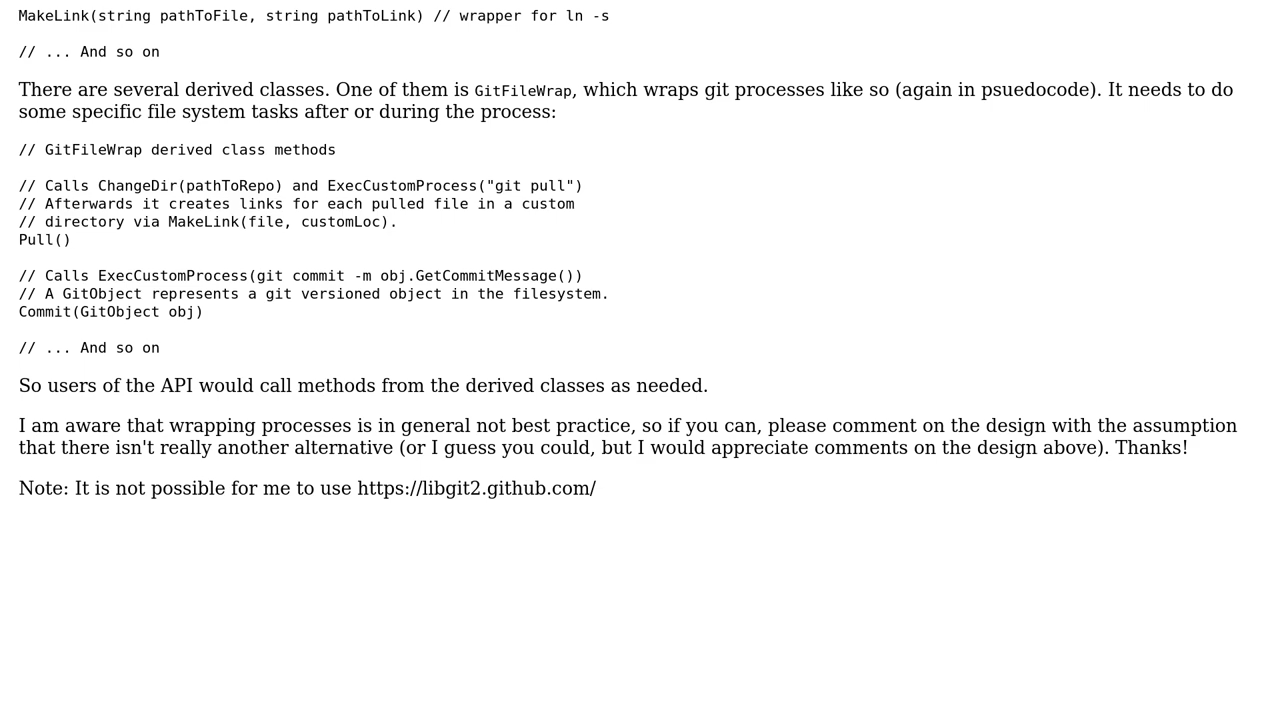 MakeLink(string pathToFile, string pathToLink) // wrapper for ln -s
// ... And so on
There are several derived classes. One of them is GitFileWrap, which wraps git processes like so (again in psuedocode). It needs to do
some specific file system tasks after or during the process:
// GitFileWrap derived class methods
// Calls ChangeDir(pathToRepo) and ExecCustomProcess("git pull")
// Afterwards it creates links for each pulled file in a custom
// directory via MakeLink(file, customLoc).
Pull()
// Calls ExecCustomProcess(git commit -m obj.GetCommitMessage())
// A GitObject represents a git versioned object in the filesystem.
Commit(GitObject obj)
// ... And so on
So users of the API would call methods from the derived classes as needed.
I am aware that wrapping processes is in general not best practice, so if you can, please comment on the design with the assumption
that there isn't really another alternative (or I guess you could, but I would appreciate comments on the design above). Thanks!
Note: It is not possible for me to use https://libgit2.github.com/